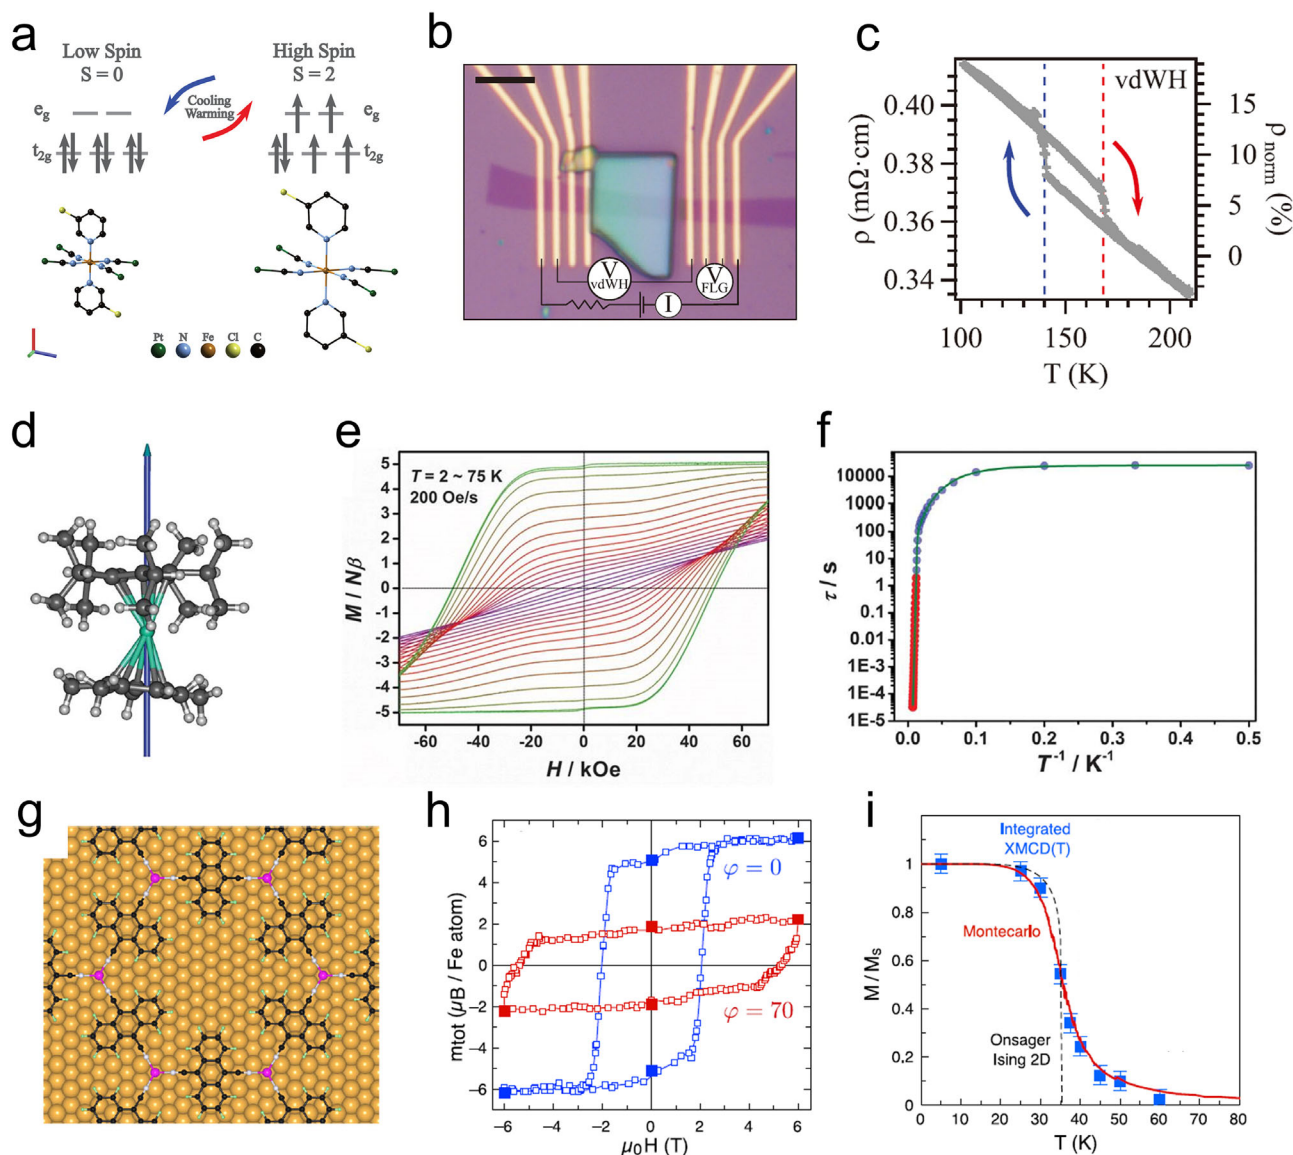 a
Low Spin
S = 0
High Spin
S = 2
Cooling
Warming
eg
eg
t2g
t2g
Pt N Fe Cl C
b
V
vdWH
V
FLG
I
c
vdWH
0.40
0.38
0.36
0.34
ρ (mΩ·cm)
15
10
5
0
ρnorm (%)
100 150 200
T (K)
d
e
T = 2 ~ 75 K
200 Oe/s
5
4
3
2
1
0
-1
-2
-3
-4
-5
M / Nβ
-60 -40 -20 0 20 40 60
H / kOe
f
10000
1000
100
10
1
0.1
0.01
1E-3
1E-4
1E-5
τ / s
0.0 0.1 0.2 0.3 0.4 0.5
T-1 / K-1
g
h
6
4
2
0
−2
−4
−6
mtot (μB / Fe atom)
φ = 0
φ = 70
−6 −4 −2 0 2 4 6
μ0H (T)
i
Integrated
XMCD(T)
Montecarlo
Onsager
Ising 2D
1
0.8
0.6
0.4
0.2
0
M / Ms
0 10 20 30 40 50 60 70 80
T (K)